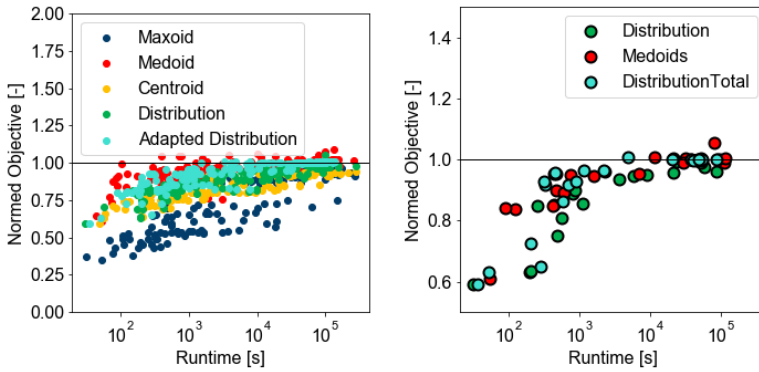 2.00
1.75
1.50
1.25
1.00
0.75
0.50
0.25
0.00
Normed Objective [-]
Maxoid
Medoid
Centroid
Distribution
Adapted Distribution
10²
10³
10⁴
10⁵
Runtime [s]
1.4
1.2
1.0
0.8
0.6
Normed Objective [-]
Distribution
Medoids
DistributionTotal
10²
10³
10⁴
10⁵
Runtime [s]